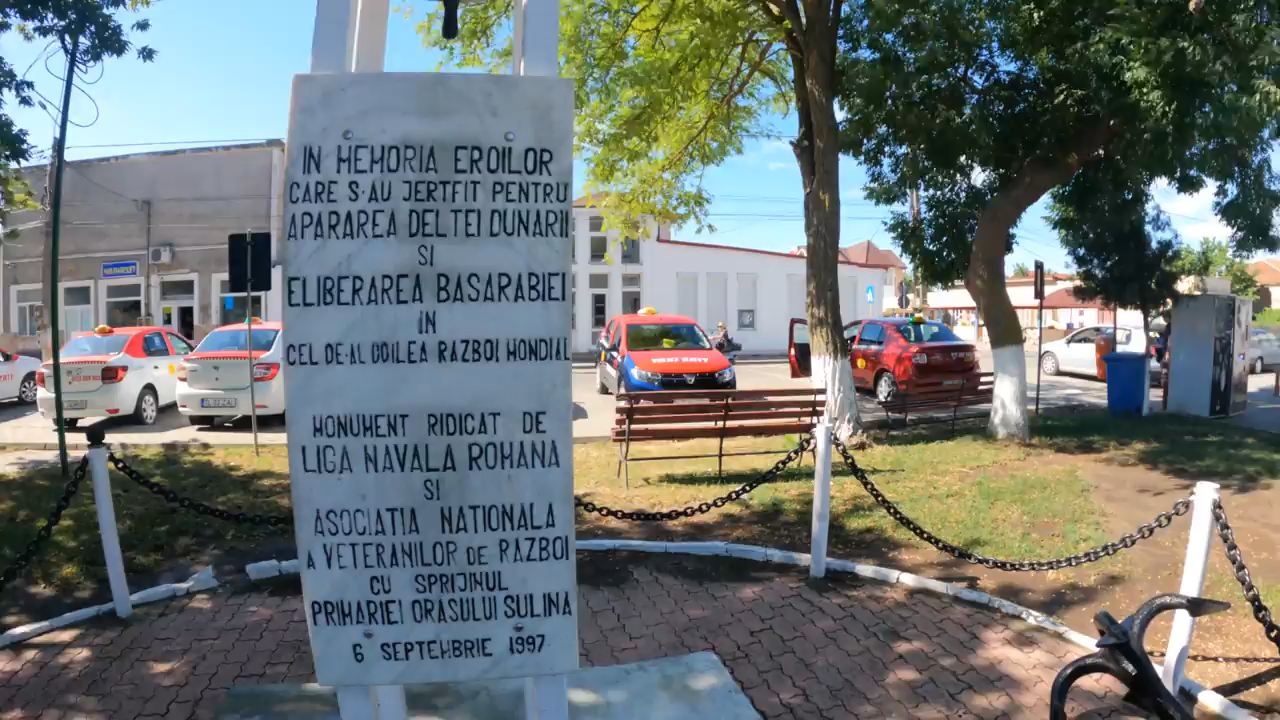 IN MEMORIA EROILOR
CARE S-AU JERTFIT PENTRU
APARAREA DELTEI DUNARII
SI
ELIBERAREA BASARABIEI
IN
CEL DE-AL DOILEA RAZBOI MONDIAL
MONUMENT RIDICAT DE
LIGA NAVALA ROMANA
SI
ASOCIATIA NATIONALA
A VETERANILOR DE RAZBOI
CU SPRIJINUL
PRIMARIEI ORASULUI SULINA
6 SEPTEMBRIE 1997